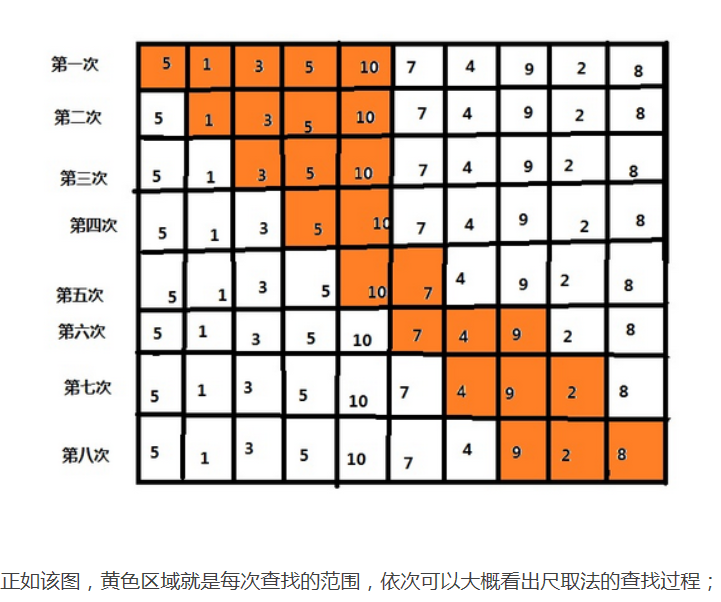 第一次 5 1 3 5 10 7 4 9 2 8
第二次 5 1 3 5 10 7 4 9 2 8
第三次 5 1 3 5 10 7 4 9 2 8
第四次 5 1 3 5 10 7 4 9 2 8
第五次 5 1 3 5 10 7 4 9 2 8
第六次 5 1 3 5 10 7 4 9 2 8
第七次 5 1 3 5 10 7 4 9 2 8
第八次 5 1 3 5 10 7 4 9 2 8
正如该图，黄色区域就是每次查找的范围，依次可以大概看出尺取法的查找过程；